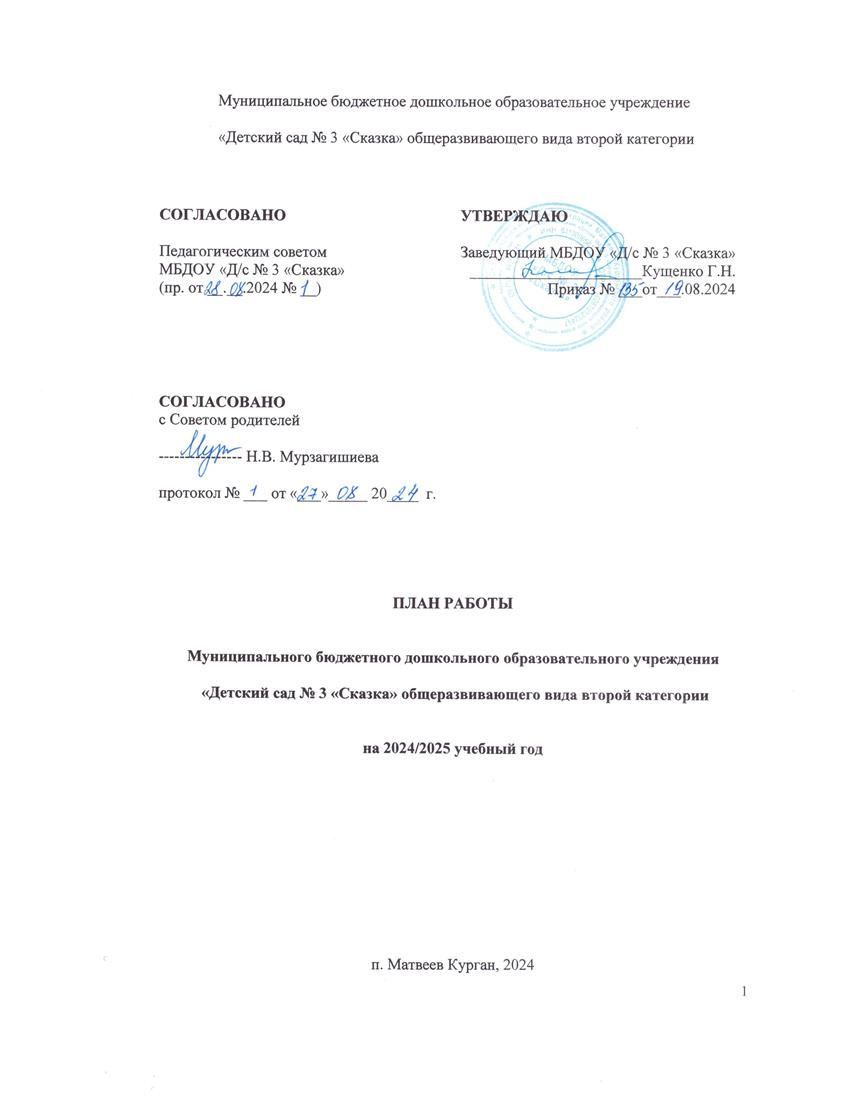 Муниципальное бюджетное дошкольное образовательное учреждение
«Детский сад № 3 «Сказка» общеразвивающего вида второй категории
СОГЛАСОВАНО
Педагогическим советом
МБДОУ «Д/с № 3 «Сказка»
(пр. от 28.08.2024 № 1)
УТВЕРЖДАЮ
Заведующий МБДОУ «Д/с № 3 «Сказка»
Кущенко Г.Н.
Приказ № 135 от 19.08.2024
СОГЛАСОВАНО
с Советом родителей
---------------- Н.В. Мурзагишиева
протокол № 1 от «27» 08 2024 г.
ПЛАН РАБОТЫ
Муниципального бюджетного дошкольного образовательного учреждения
«Детский сад № 3 «Сказка» общеразвивающего вида второй категории
на 2024/2025 учебный год
п. Матвеев Курган, 2024
1